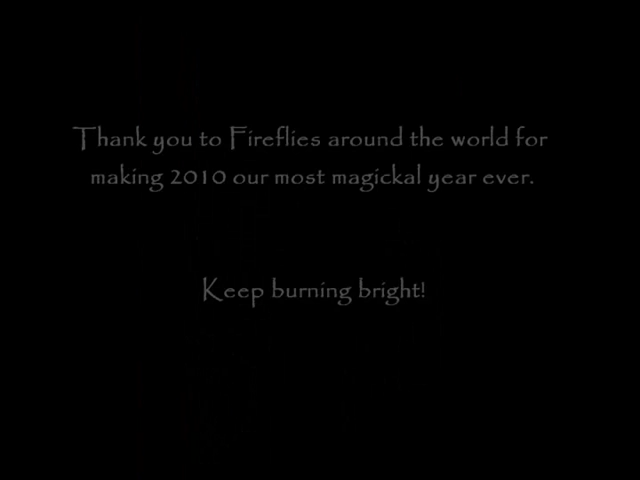 Thank you to Fireflies around the world for
making 2010 our most magickal year ever.
Keep burning bright!